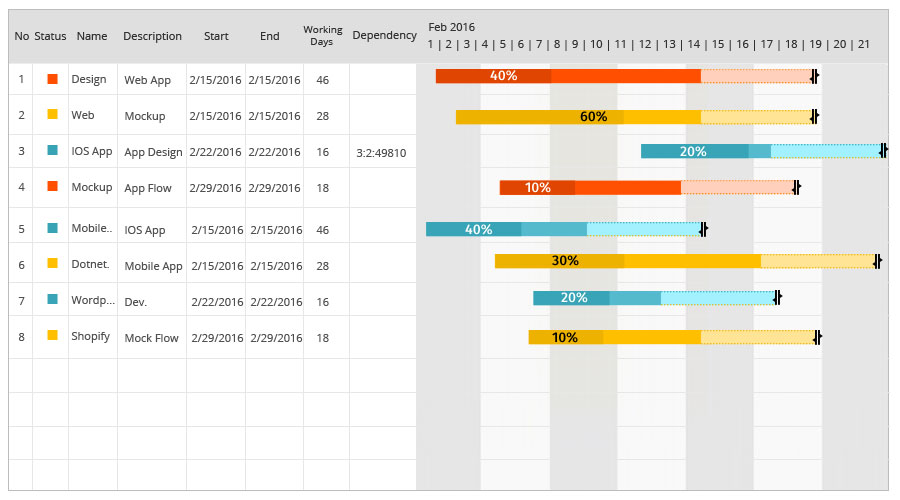 Feb 2016
No Status Name Description Start End Working Days Dependency 1 | 2 | 3 | 4 | 5 | 6 | 7 | 8 | 9 | 10 | 11 | 12 | 13 | 14 | 15 | 16 | 17 | 18 | 19 | 20 | 21
1 Design Web App 2/15/2016 2/15/2016 46 40%
2 Web Mockup 2/15/2016 2/15/2016 28 60%
3 IOS App App Design 2/22/2016 2/22/2016 16 3:2:49810 20%
4 Mockup App Flow 2/29/2016 2/29/2016 18 10%
5 Mobile.. IOS App 2/15/2016 2/15/2016 46 40%
6 Dotnet. Mobile App 2/15/2016 2/15/2016 28 30%
7 Wordp... Dev. 2/22/2016 2/22/2016 16 20%
8 Shopify Mock Flow 2/29/2016 2/29/2016 18 10%